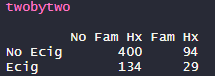 twobytwo
No Fam Hx Fam Hx
No Ecig 400 94
Ecig 134 29